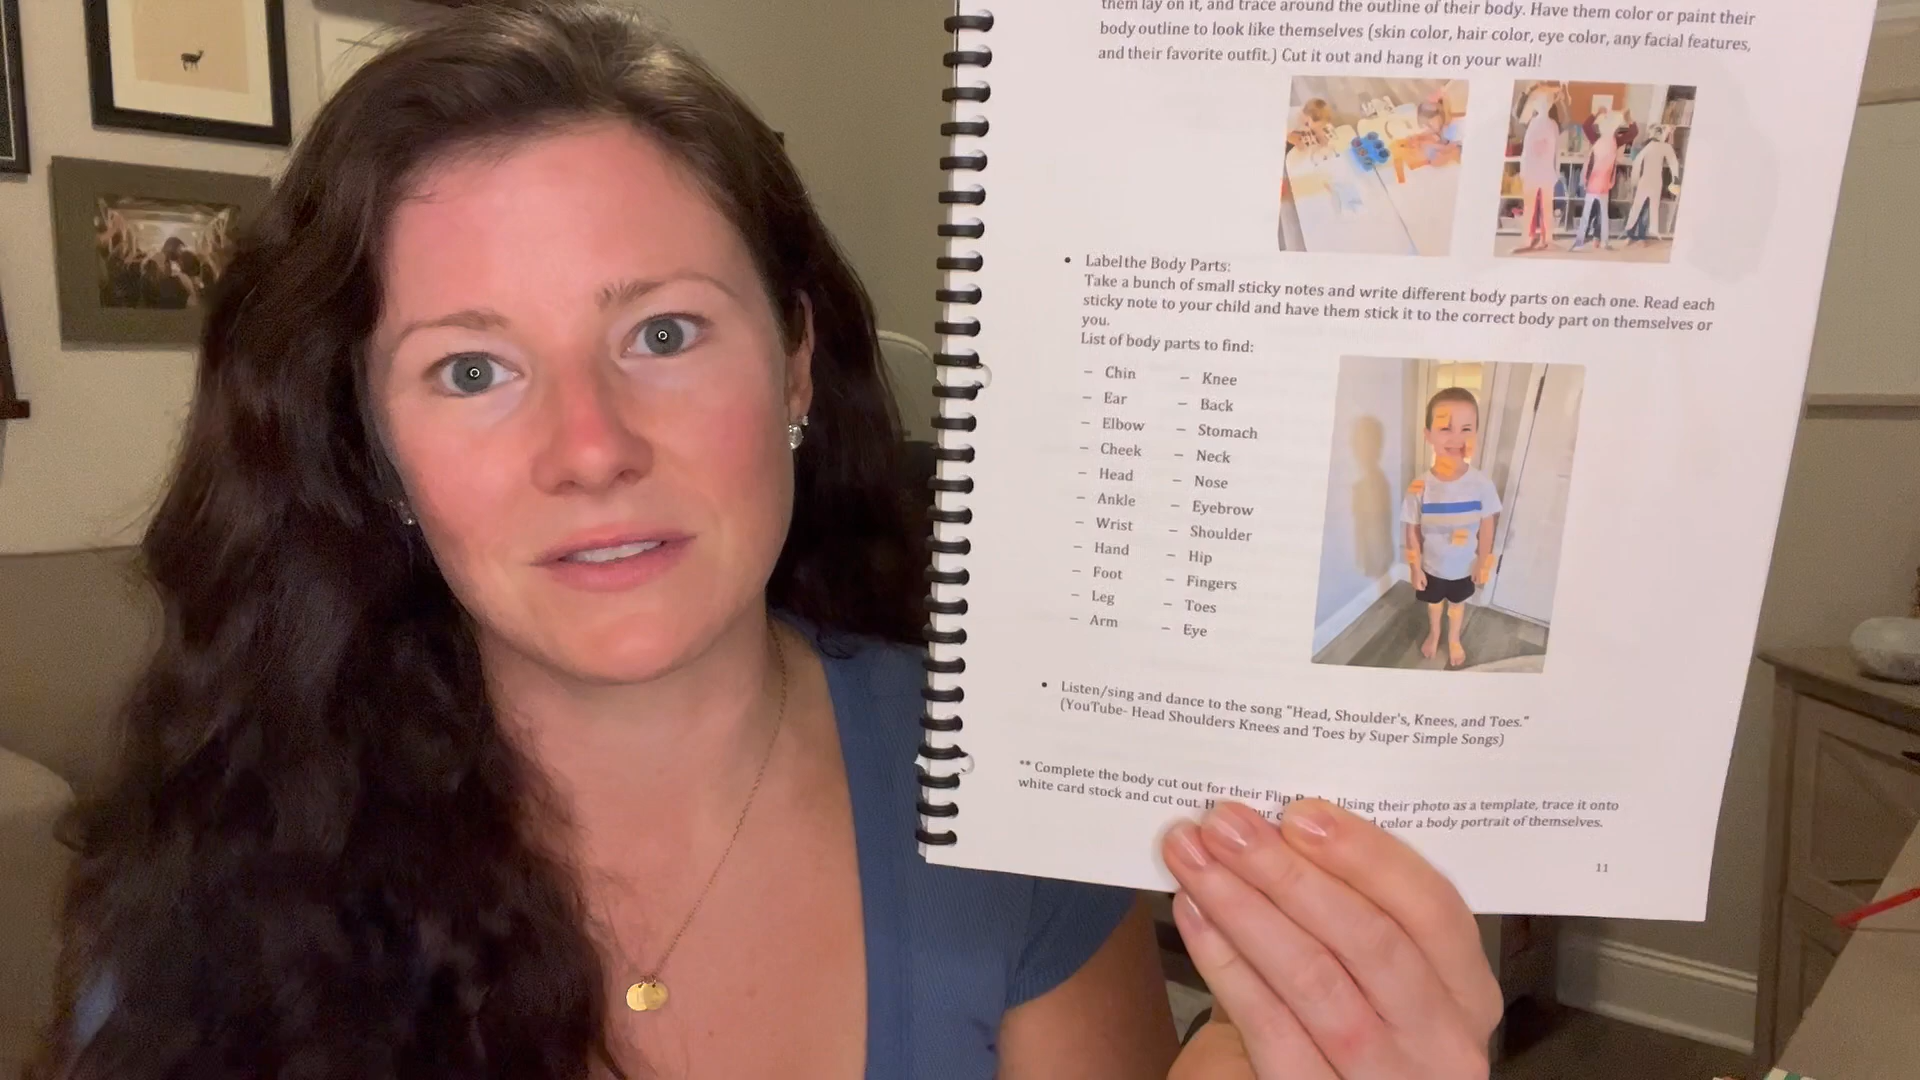 them lay on it, and trace around the outline of their body. Have them color or paint their
body outline to look like themselves (skin color, hair color, eye color, any facial features,
and their favorite outfit.) Cut it out and hang it on your wall!
• Label the Body Parts:
Take a bunch of small sticky notes and write different body parts on each one. Read each
sticky note to your child and have them stick it to the correct body part on themselves or
you.
List of body parts to find:
– Chin
– Ear
– Elbow
– Cheek
– Head
– Ankle
– Wrist
– Hand
– Foot
– Leg
– Arm
– Knee
– Back
– Stomach
– Neck
– Nose
– Eyebrow
– Shoulder
– Hip
– Fingers
– Toes
– Eye
• Listen/sing and dance to the song "Head, Shoulder's, Knees, and Toes."
(YouTube- Head Shoulders Knees and Toes by Super Simple Songs)
** Complete the body cut out for their Flip Using their photo as a template, trace it onto
white card stock and cut out. color a body portrait of themselves.
11